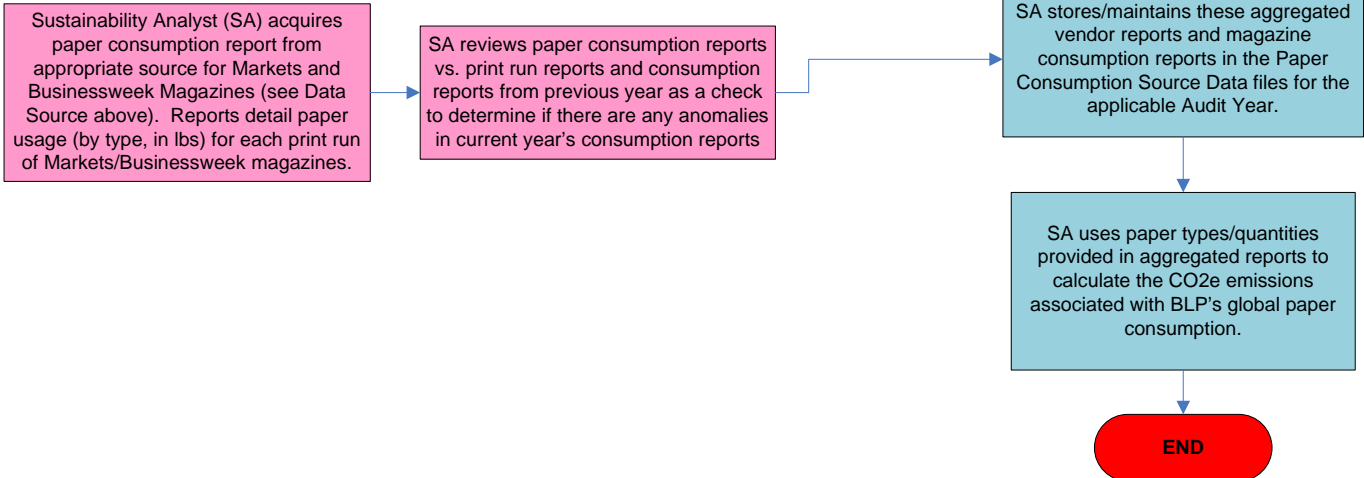 Sustainability Analyst (SA) acquires
paper consumption report from
appropriate source for Markets and
Businessweek Magazines (see Data
Source above).  Reports detail paper
usage (by type, in lbs) for each print run
of Markets/Businessweek magazines.
SA reviews paper consumption reports
vs. print run reports and consumption
reports from previous year as a check
to determine if there are any anomalies
in current year’s consumption reports
SA stores/maintains these aggregated
vendor reports and magazine
consumption reports in the Paper
Consumption Source Data files for the
applicable Audit Year.
SA uses paper types/quantities
provided in aggregated reports to
calculate the CO2e emissions
associated with BLP’s global paper
consumption.
END